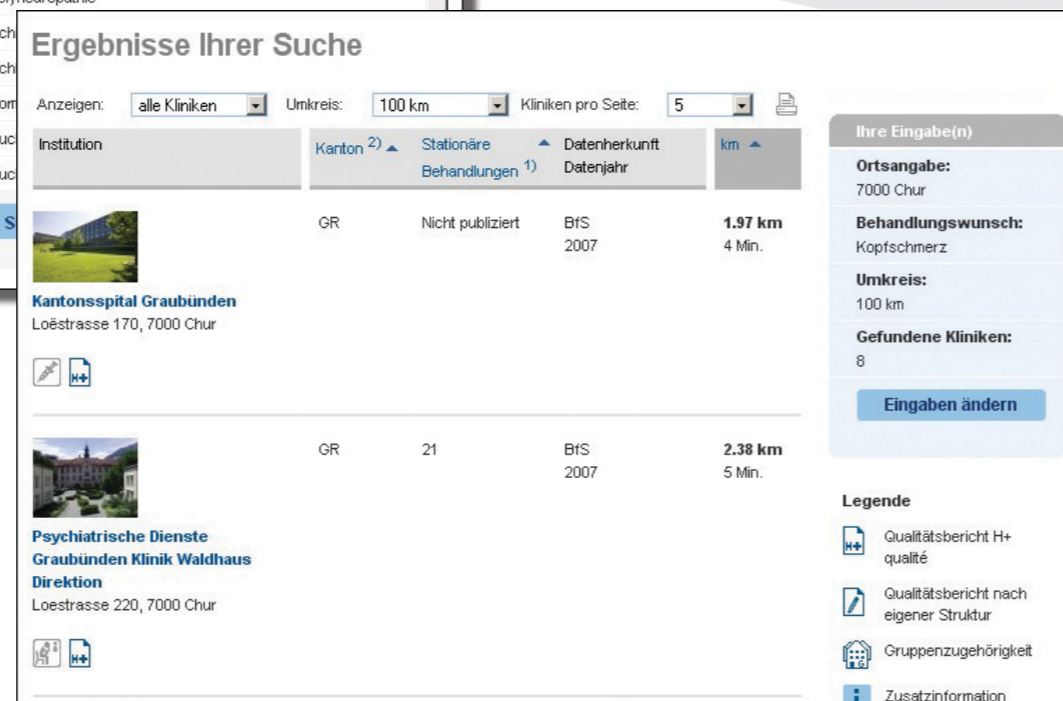 Ergebnisse Ihrer Suche
Anzeigen: alle Kliniken Umkreis: 100 km Kliniken pro Seite: 5
Institution Kanton 2) Stationäre Behandlungen 1) Datenherkunft Datenjahr km
GR Nicht publiziert BfS 1.97 km
2007 4 Min.
Kantonsspital Graubünden
Loëstrasse 170, 7000 Chur
H+
GR 21 BfS 2.38 km
2007 5 Min.
Psychiatrische Dienste
Graubünden Klinik Waldhaus
Direktion
Loestrasse 220, 7000 Chur
H+
Ihre Eingabe(n)
Ortsangabe:
7000 Chur
Behandlungswunsch:
Kopfschmerz
Umkreis:
100 km
Gefundene Kliniken:
8
Eingaben ändern
Legende
H+ Qualitätsbericht H+
qualité
Qualitätsbericht nach
eigener Struktur
Gruppenzugehörigkeit
i Zusatzinformation